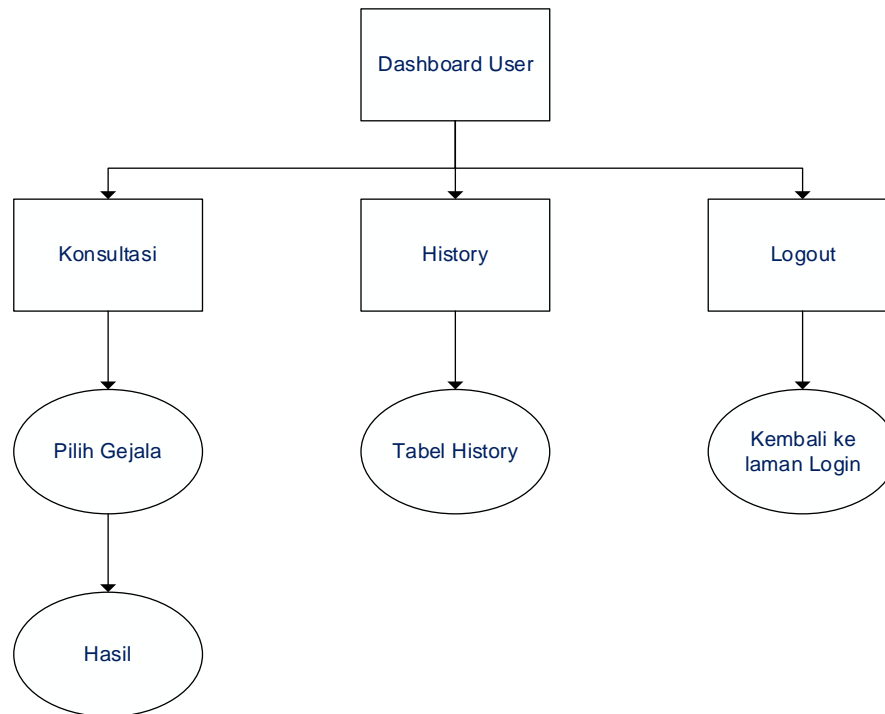 Dashboard User
Konsultasi
History
Logout
Pilih Gejala
Tabel History
Kembali ke
laman Login
Hasil